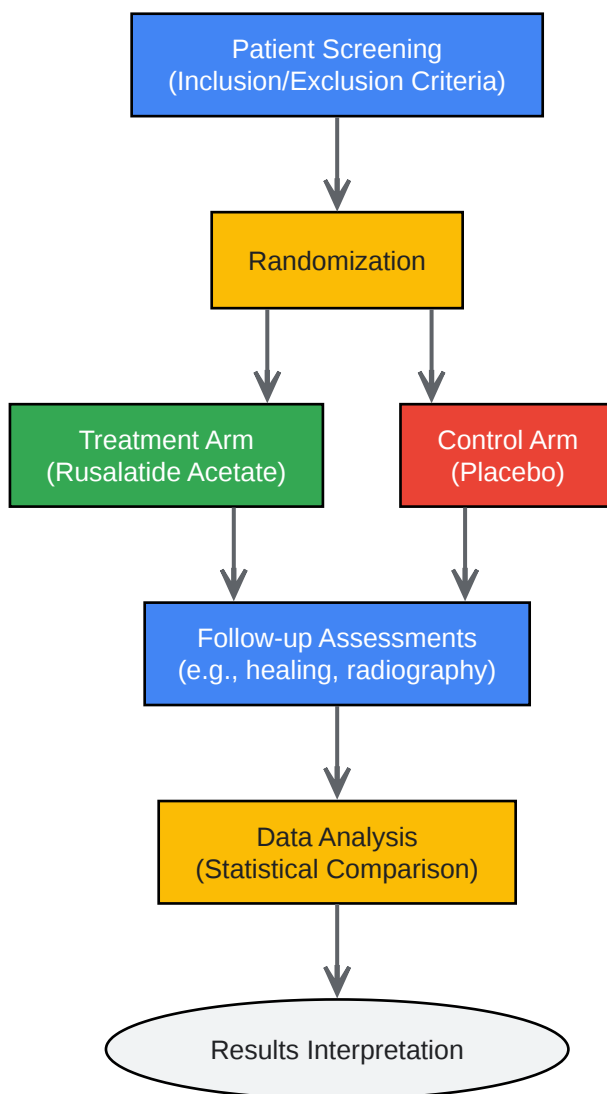 Patient Screening
(Inclusion/Exclusion Criteria)
Randomization
Treatment Arm
(Rusalatide Acetate)
Control Arm
(Placebo)
Follow-up Assessments
(e.g., healing, radiography)
Data Analysis
(Statistical Comparison)
Results Interpretation